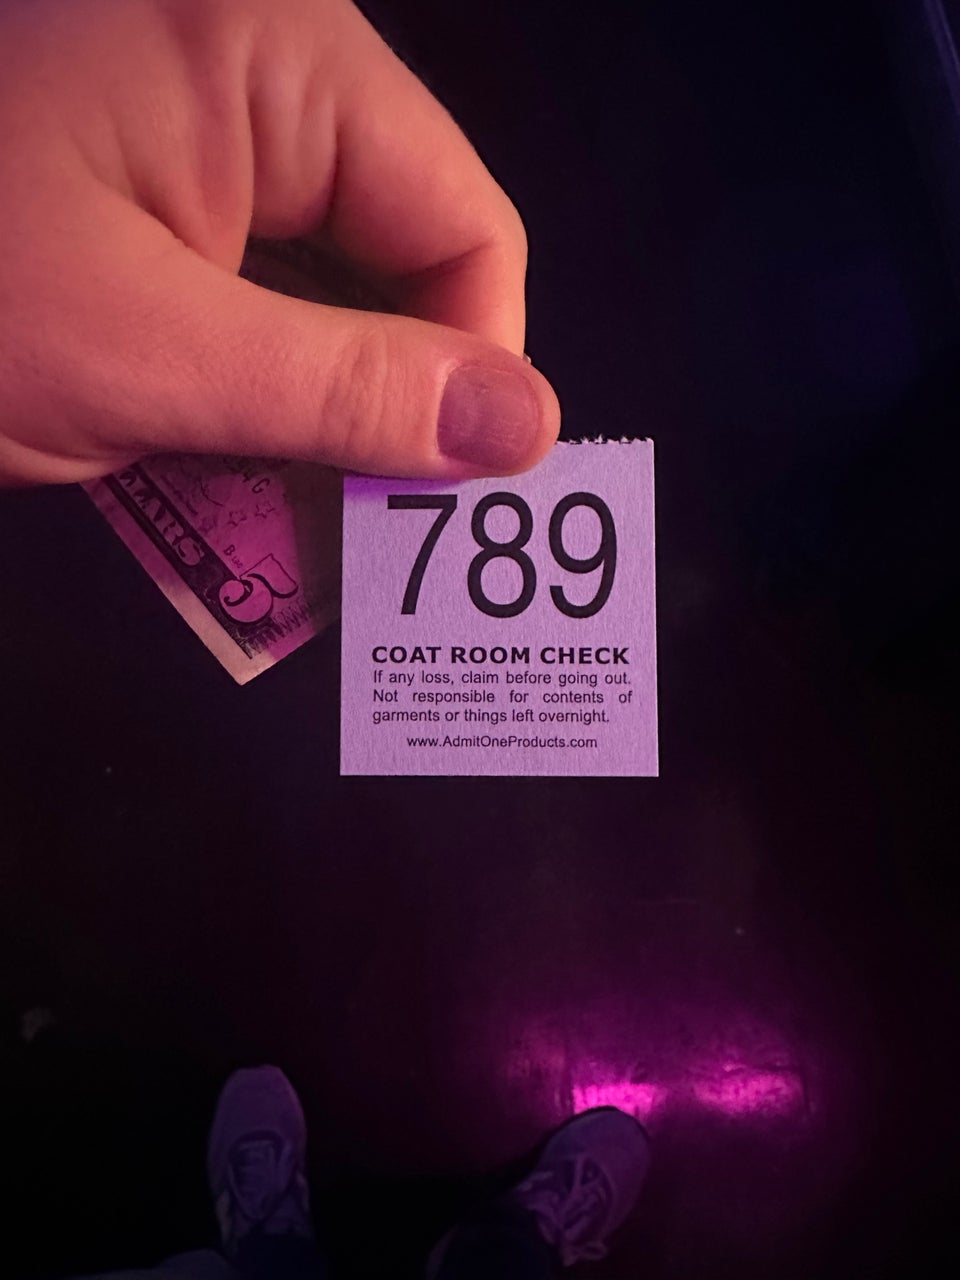 789
COAT ROOM CHECK
If any loss, claim before going out.
Not responsible for contents of
garments or things left overnight.
www.AdmitOneProducts.com
5